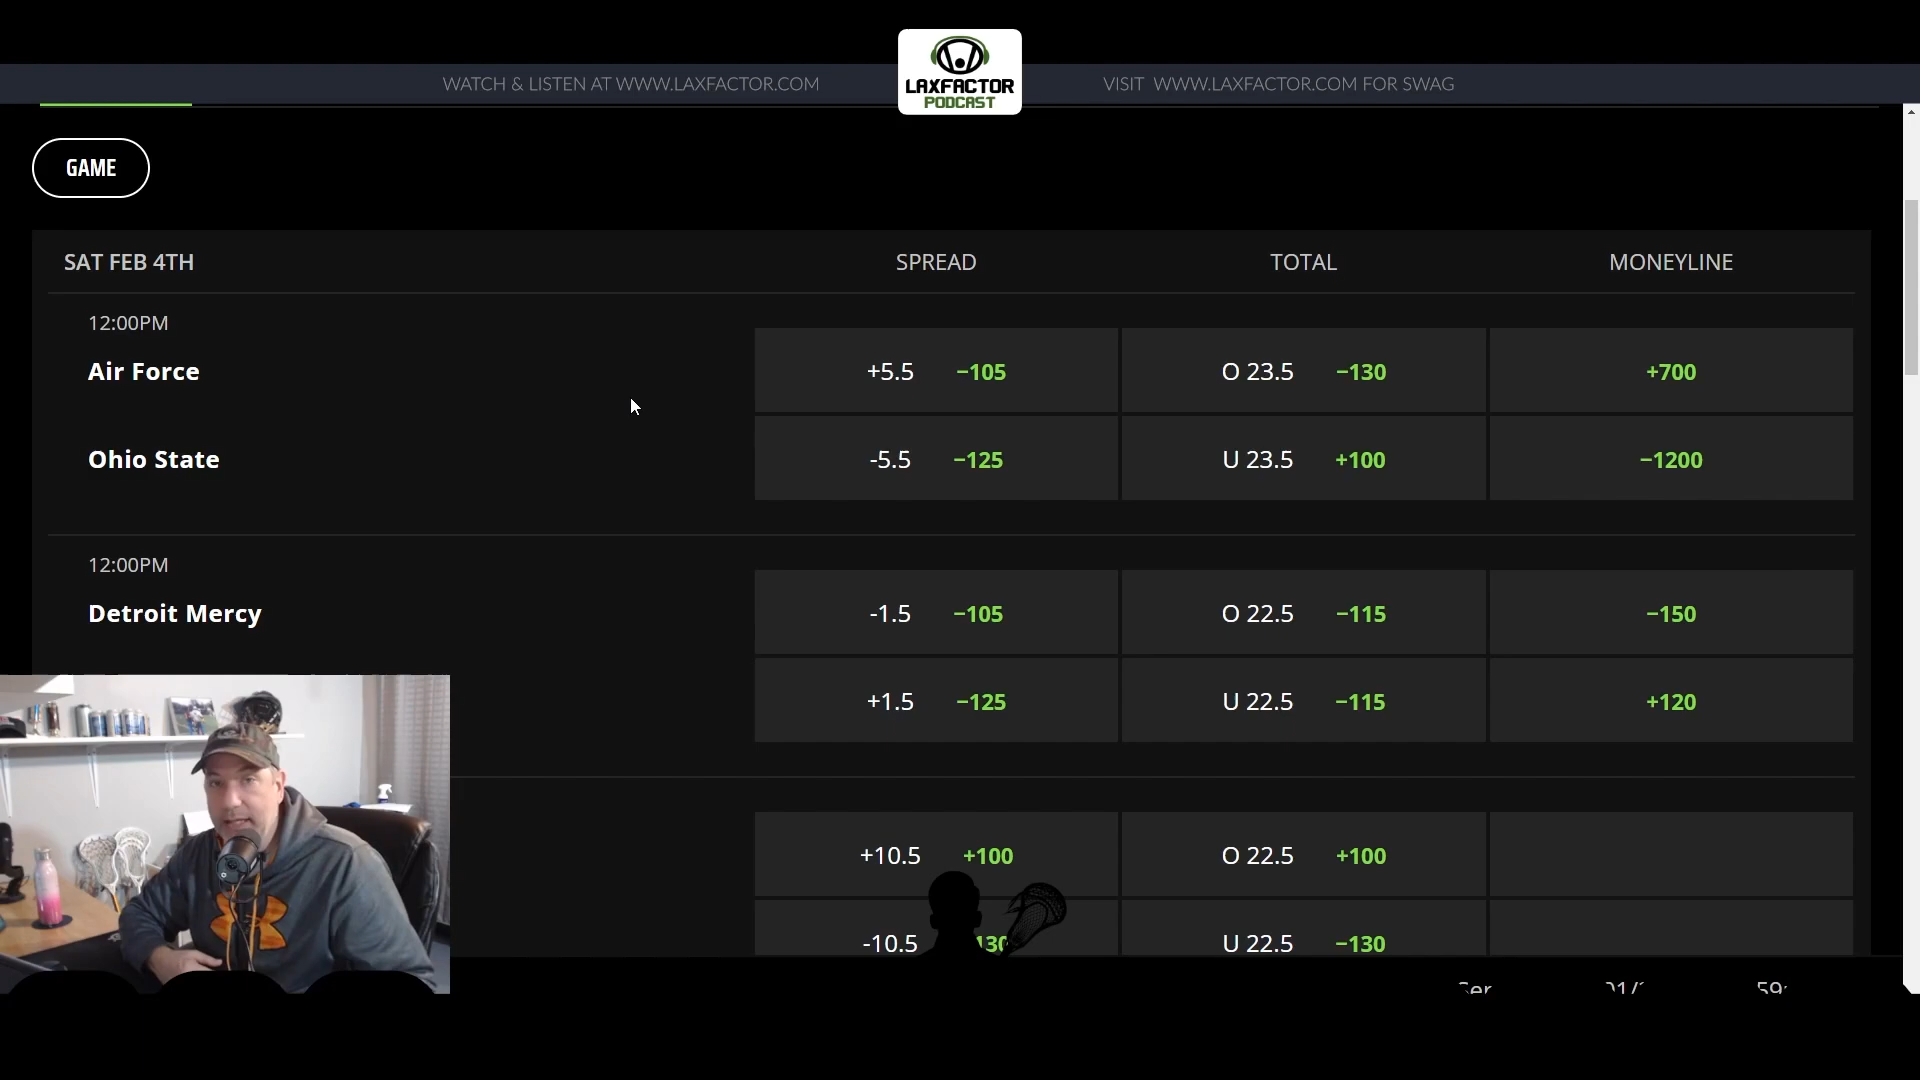 WATCH & LISTEN AT WWW.LAXFACTOR.COM
LAXFACTOR
PODCAST
VISIT WWW.LAXFACTOR.COM FOR SWAG
GAME
SAT FEB 4TH SPREAD TOTAL MONEYLINE
12:00PM
Air Force +5.5 −105 O 23.5 −130 +700
Ohio State -5.5 −125 U 23.5 +100 −1200
12:00PM
Detroit Mercy -1.5 −105 O 22.5 −115 −150
+1.5 −125 U 22.5 −115 +120
+10.5 +100 O 22.5 +100
-10.5 U 22.5 −130